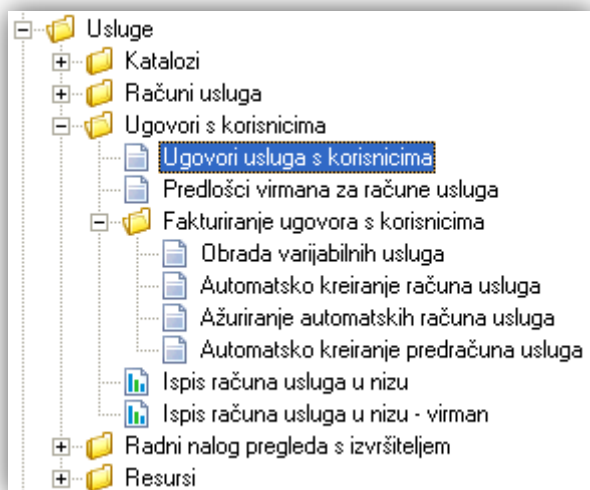 Usluge
Katalozi
Računi usluga
Ugovori s korisnicima
Ugovori usluga s korisnicima
Predlošci virmana za račune usluga
Fakturiranje ugovora s korisnicima
Obrada varijabilnih usluga
Automatsko kreiranje računa usluga
Ažuriranje automatskih računa usluga
Automatsko kreiranje predračuna usluga
Ispis računa usluga u nizu
Ispis računa usluga u nizu - virman
Radni nalog pregleda s izvršiteljem
Resursi